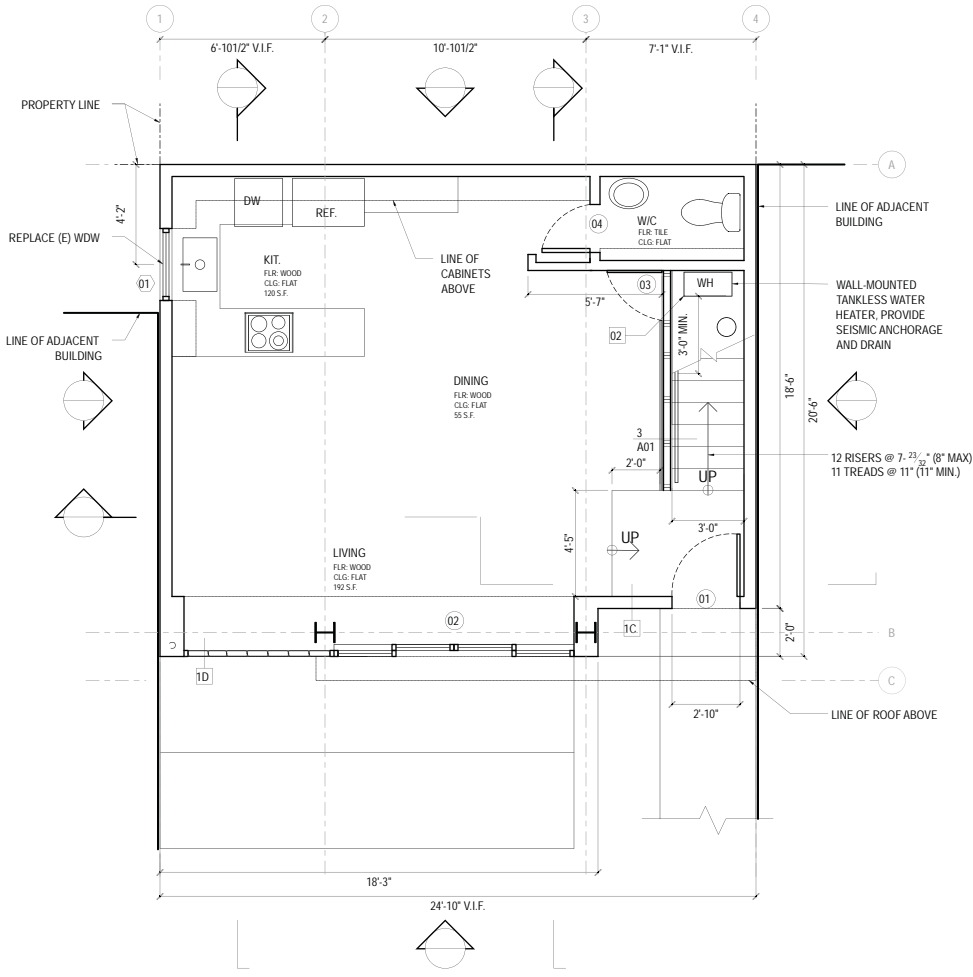 1
2
3
4
6'-101/2" V.I.F.
10'-101/2"
7'-1" V.I.F.
PROPERTY LINE
A
4'-2"
DW
REF.
04
W/C
FLR: TILE
CLG: FLAT
LINE OF ADJACENT
BUILDING
REPLACE (E) WDW
01
KIT.
FLR: WOOD
CLG: FLAT
120 S.F.
LINE OF
CABINETS
ABOVE
5'-7"
03
WH
WALL-MOUNTED
TANKLESS WATER
HEATER, PROVIDE
SEISMIC ANCHORAGE
AND DRAIN
02
3'-0" MIN.
LINE OF ADJACENT
BUILDING
DINING
FLR: WOOD
CLG: FLAT
55 S.F.
18'-6"
20'-6"
3
A01
2'-0"
12 RISERS @ 7- 23/32" (8" MAX)
11 TREADS @ 11" (11" MIN.)
UP
3'-0"
UP
4'-5"
LIVING
FLR: WOOD
CLG: FLAT
192 S.F.
01
02
1C
2'-0"
B
1D
C
2'-10"
LINE OF ROOF ABOVE
18'-3"
24'-10" V.I.F.